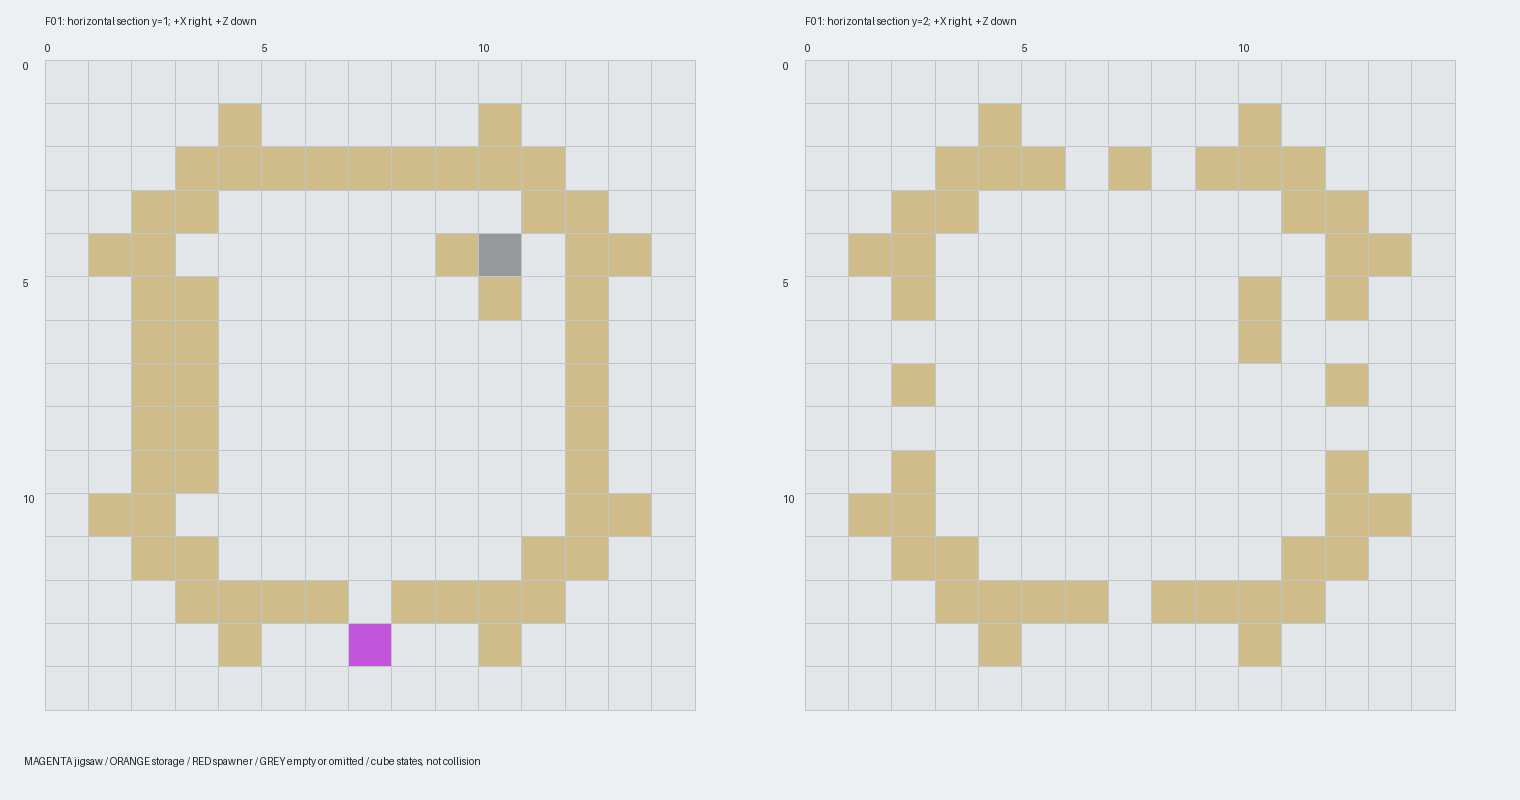 F01: horizontal section y=1; +X right, +Z down
F01: horizontal section y=2; +X right, +Z down
0 5 10
0 5 10
0
0
5
5
10
10
MAGENTA jigsaw / ORANGE storage / RED spawner / GREY empty or omitted / cube states, not collision